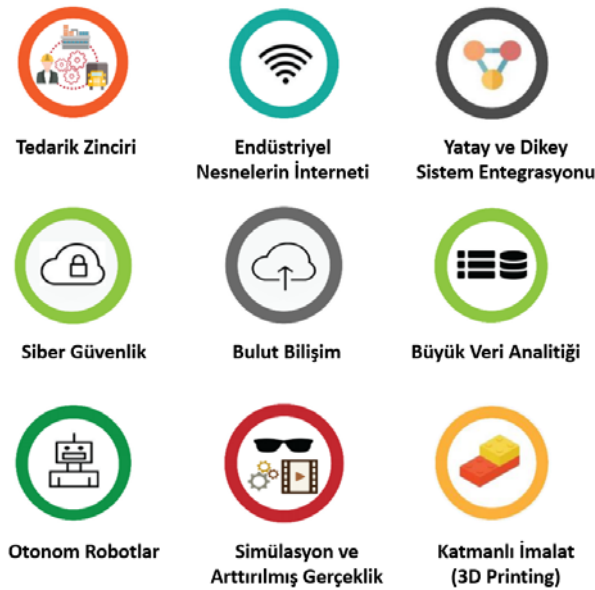 Tedarik Zinciri
Endüstriyel
Nesnelerin İnterneti
Yatay ve Dikey
Sistem Entegrasyonu
Siber Güvenlik
Bulut Bilişim
Büyük Veri Analitiği
Otonom Robotlar
Simülasyon ve
Arttırılmış Gerçeklik
Katmanlı İmalat
(3D Printing)